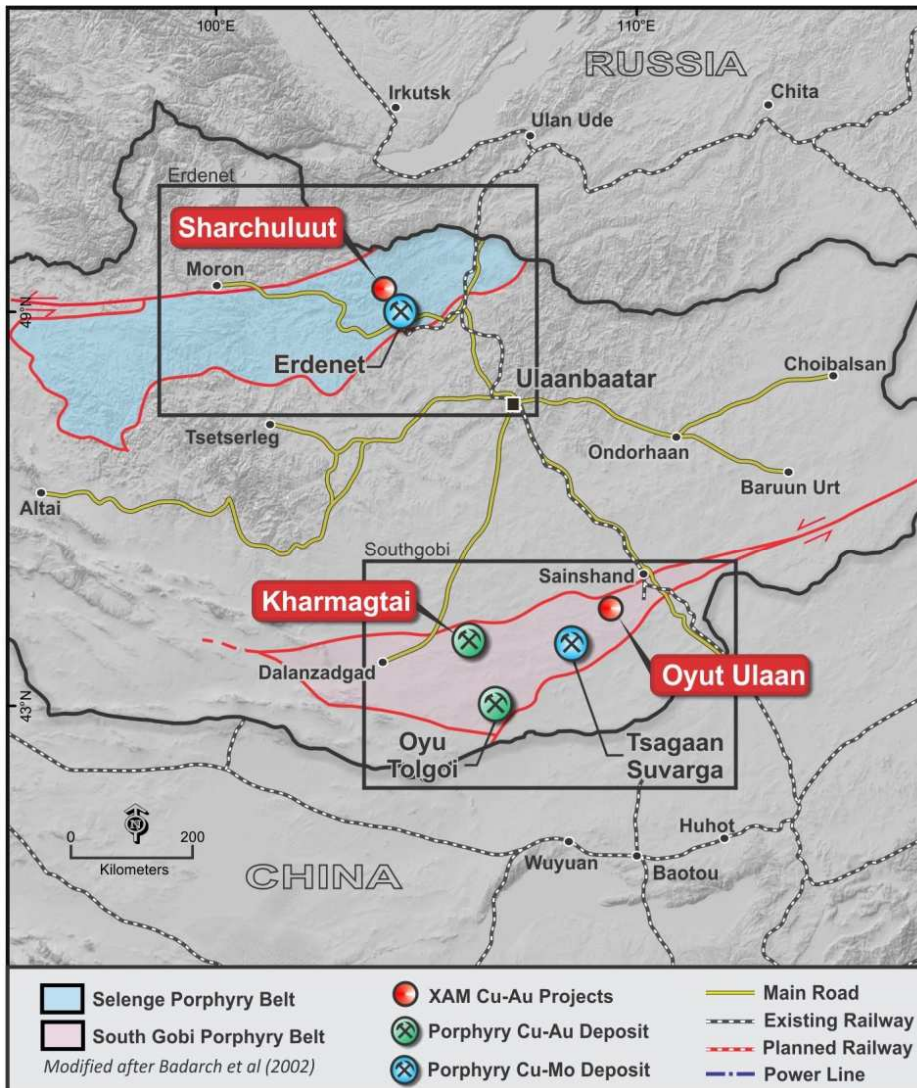 100°E
110°E
RUSSIA
Irkutsk
Chita
Ulan Ude
Erdenet
Sharchuluut
Moron
49°N
Erdenet
Choibalsan
Ulaanbaatar
Tsetserleg
Ondorhaan
Baruun Urt
Altai
Southgobi
Sainshand
Kharmagtai
Dalanzadgad
Oyut Ulaan
43°N
Oyu
Tolgoi
Tsagaan
Suvarga
N
0 200
Kilometers
Huhot
Wuyuan
Baotou
CHINA
Selenge Porphyry Belt
South Gobi Porphyry Belt
Modified after Badarch et al (2002)
XAM Cu-Au Projects
Porphyry Cu-Au Deposit
Porphyry Cu-Mo Deposit
Main Road
Existing Railway
Planned Railway
Power Line